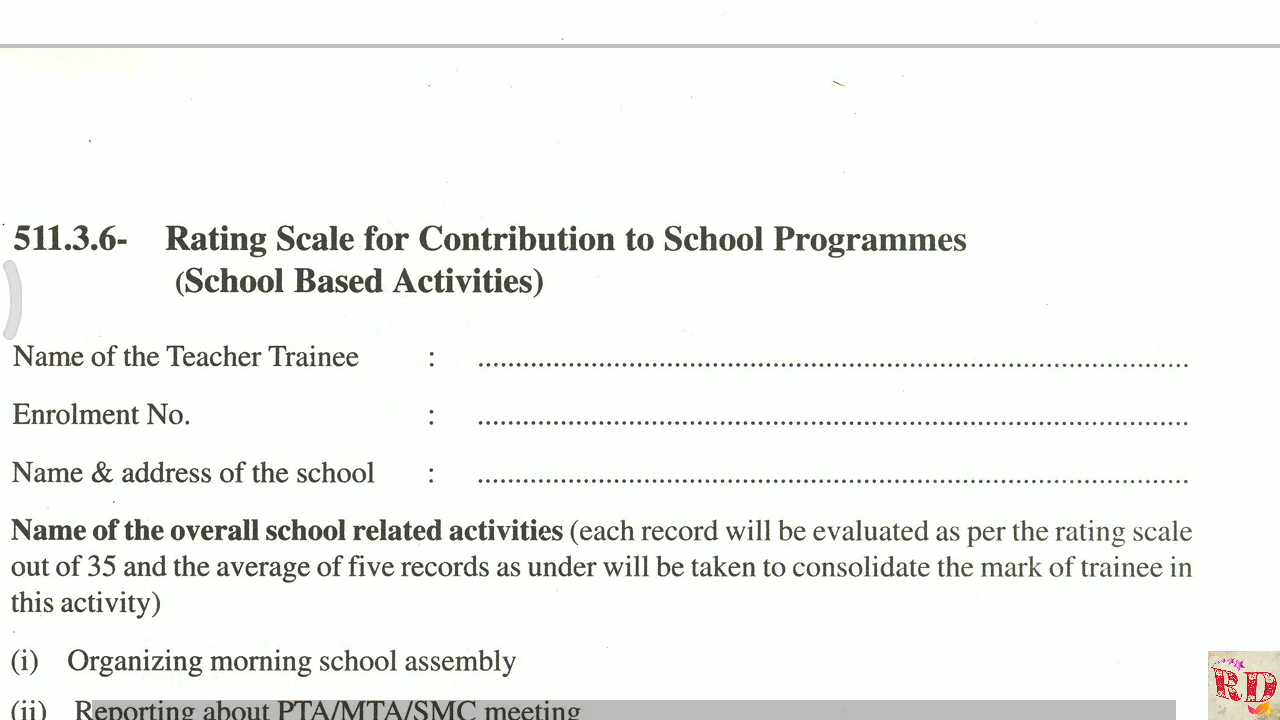 511.3.6- Rating Scale for Contribution to School Programmes
(School Based Activities)
Name of the Teacher Trainee : ...............................................................................................
Enrolment No. : ...............................................................................................
Name & address of the school : ...............................................................................................
Name of the overall school related activities (each record will be evaluated as per the rating scale
out of 35 and the average of five records as under will be taken to consolidate the mark of trainee in
this activity)
(i) Organizing morning school assembly
(ii) Reporting about PTA/MTA/SMC meeting
RD